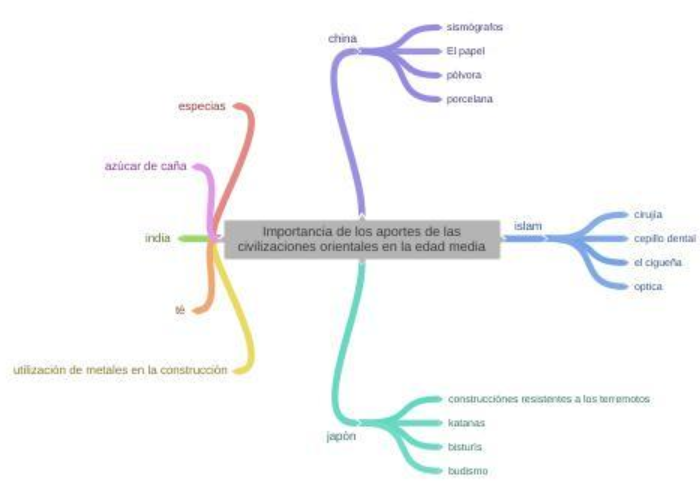 china
sismógrafos
El papel
pólvora
porcelana
especias
azúcar de caña
india
té
utilización de metales en la construcción
Importancia de los aportes de las
civilizaciones orientales en la edad media
islam
cirujía
cepillo dental
el cigueña
optica
japón
construcciónes resistentes a los terremotos
katanas
bisturís
budismo